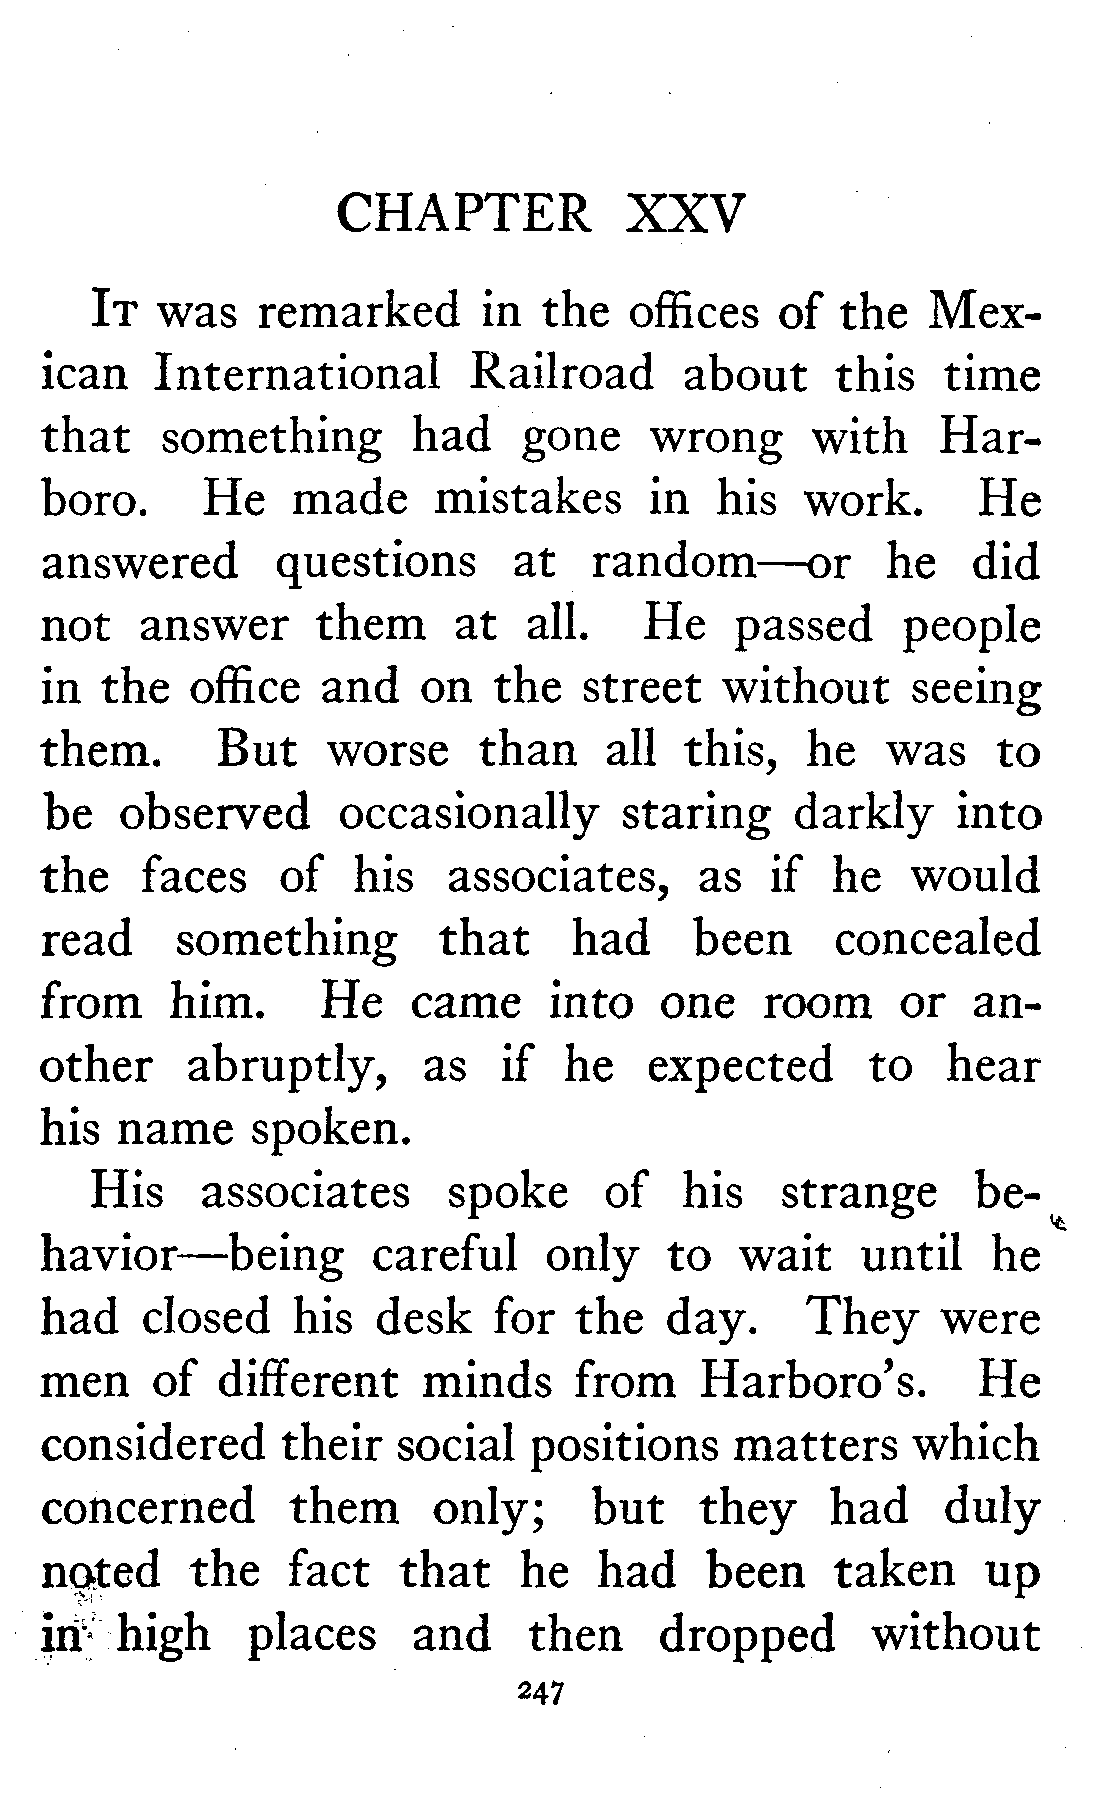 CHAPTER XXV
IT was remarked in the offices of the Mex-
ican International Railroad about this time
that something had gone wrong with Har-
boro. He made mistakes in his work. He
answered questions at random—or he did
not answer them at all. He passed people
in the office and on the street without seeing
them. But worse than all this, he was to
be observed occasionally staring darkly into
the faces of his associates, as if he would
read something that had been concealed
from him. He came into one room or an-
other abruptly, as if he expected to hear
his name spoken.
His associates spoke of his strange be-
havior—being careful only to wait until he
had closed his desk for the day. They were
men of different minds from Harboro's. He
considered their social positions matters which
concerned them only; but they had duly
noted the fact that he had been taken up
in high places and then dropped without
247